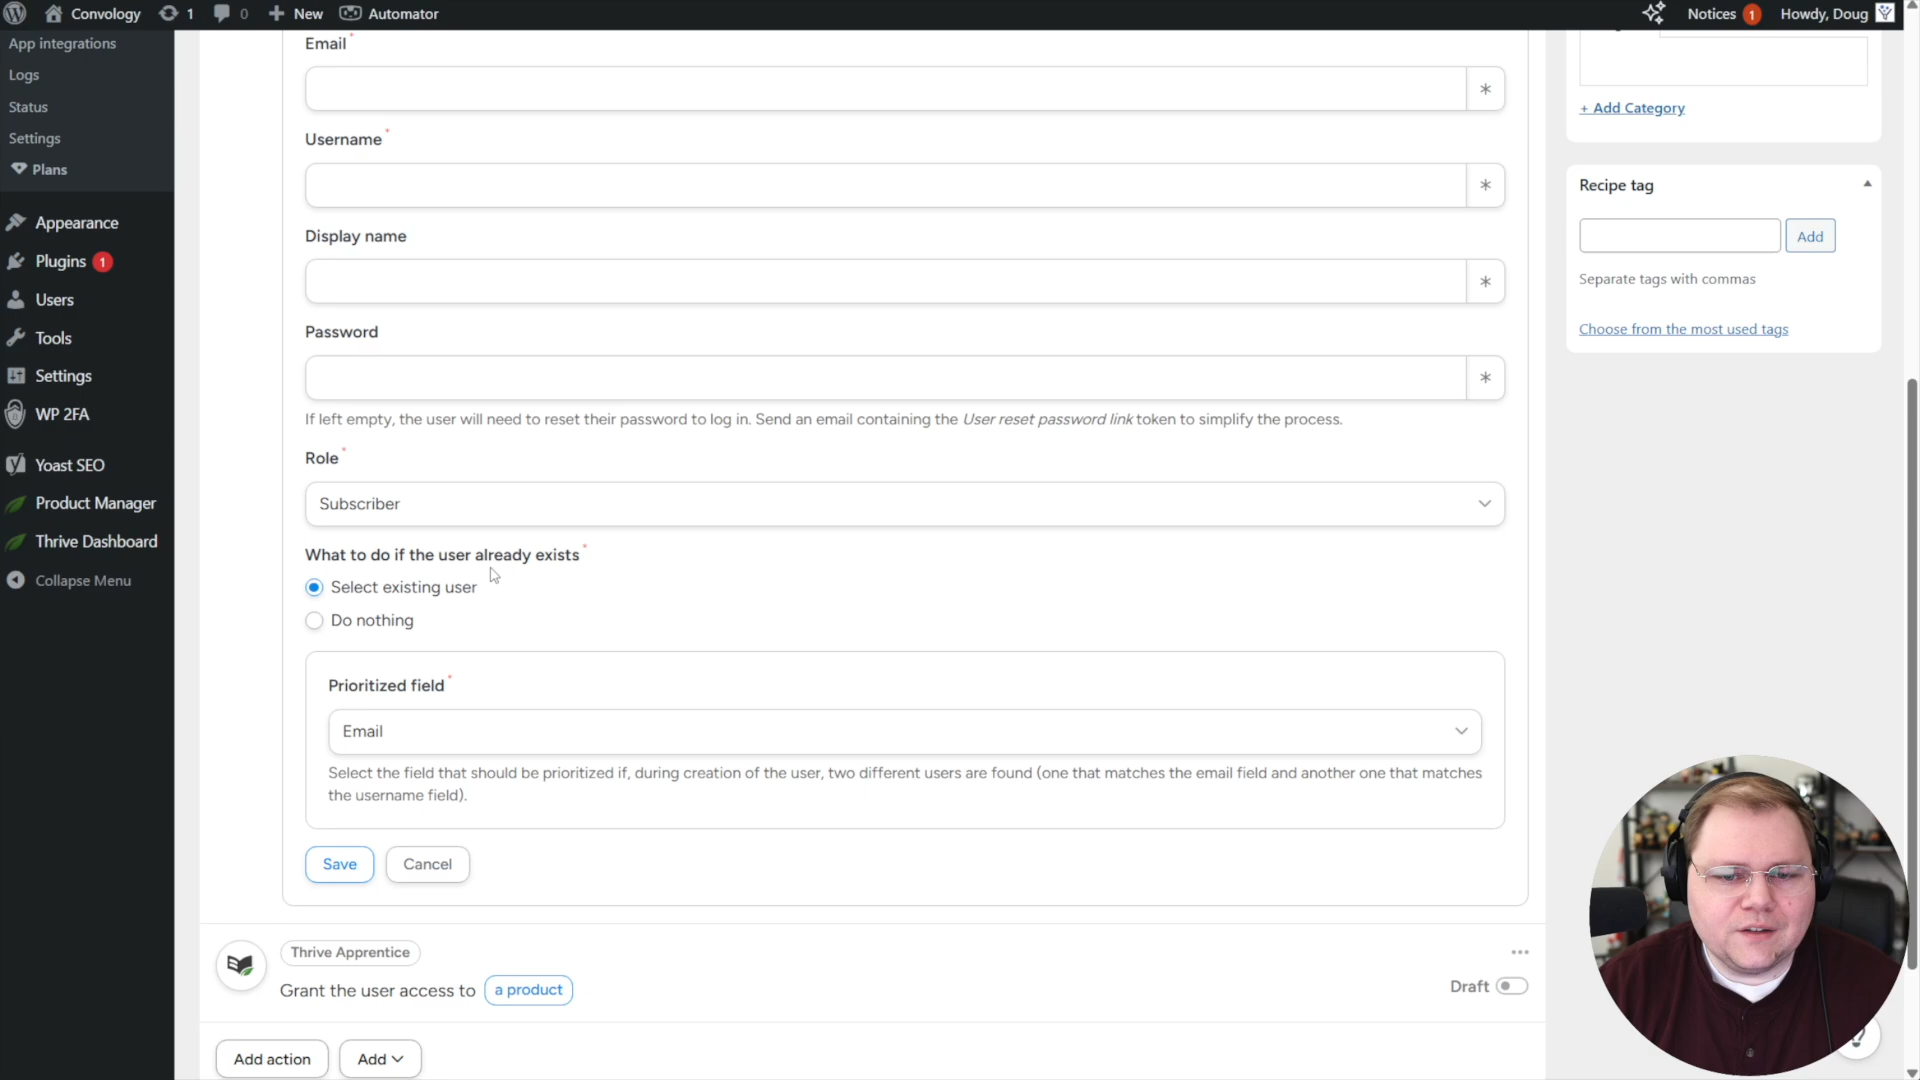 Convology
1
0
New
Automator
Notices 1
Howdy, Doug
App integrations
Logs
Status
Settings
Plans
Appearance
Plugins 1
Users
Tools
Settings
WP 2FA
Yoast SEO
Product Manager
Thrive Dashboard
Collapse Menu
Email *
*
Username *
*
Display name
*
Password
*
If left empty, the user will need to reset their password to log in. Send an email containing the User reset password link token to simplify the process.
Role *
Subscriber
What to do if the user already exists *
Select existing user
Do nothing
Prioritized field *
Email
Select the field that should be prioritized if, during creation of the user, two different users are found (one that matches the email field and another one that matches
the username field).
Save
Cancel
Thrive Apprentice
Grant the user access to a product
Draft
Add action
Add
+ Add Category
Recipe tag
Add
Separate tags with commas
Choose from the most used tags